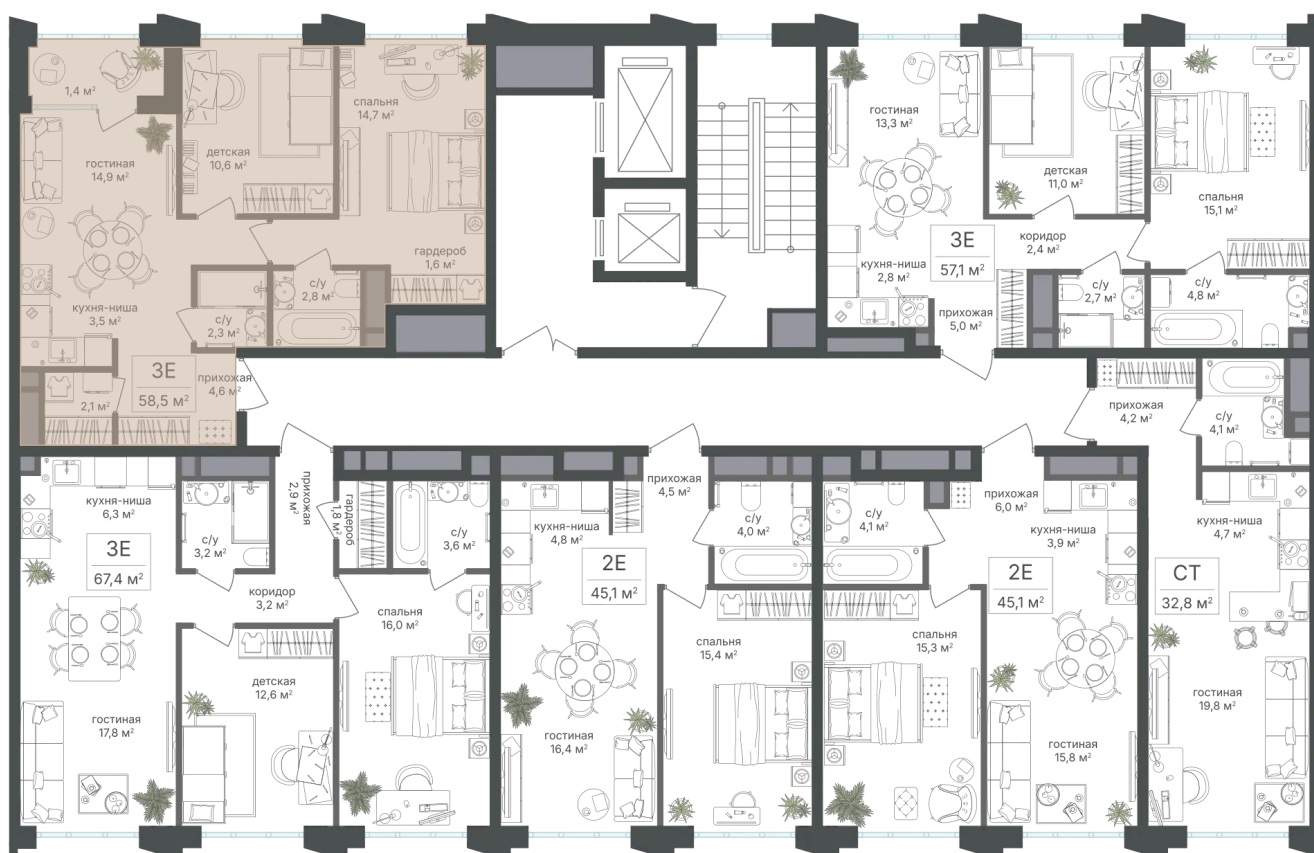 1,4 м²
гостиная
14,9 м²
детская
10,6 м²
спальня
14,7 м²
гардероб
1,6 м²
с/у
2,8 м²
с/у
2,3 м²
кухня-ниша
3,5 м²
3Е
58,5 м²
прихожая
4,6 м²
2,1 м²
гостиная
13,3 м²
детская
11,0 м²
спальня
15,1 м²
3Е
57,1 м²
коридор
2,4 м²
кухня-ниша
2,8 м²
прихожая
5,0 м²
с/у
2,7 м²
с/у
4,8 м²
прихожая
4,2 м²
с/у
4,1 м²
кухня-ниша
6,3 м²
3Е
67,4 м²
с/у
3,2 м²
прихожая
2,9 м²
гардероб
1,8 м²
с/у
3,6 м²
коридор
3,2 м²
спальня
16,0 м²
детская
12,6 м²
гостиная
17,8 м²
прихожая
4,5 м²
кухня-ниша
4,8 м²
2Е
45,1 м²
с/у
4,0 м²
спальня
15,4 м²
гостиная
16,4 м²
с/у
4,1 м²
прихожая
6,0 м²
кухня-ниша
3,9 м²
2Е
45,1 м²
спальня
15,3 м²
гостиная
15,8 м²
кухня-ниша
4,7 м²
СТ
32,8 м²
гостиная
19,8 м²